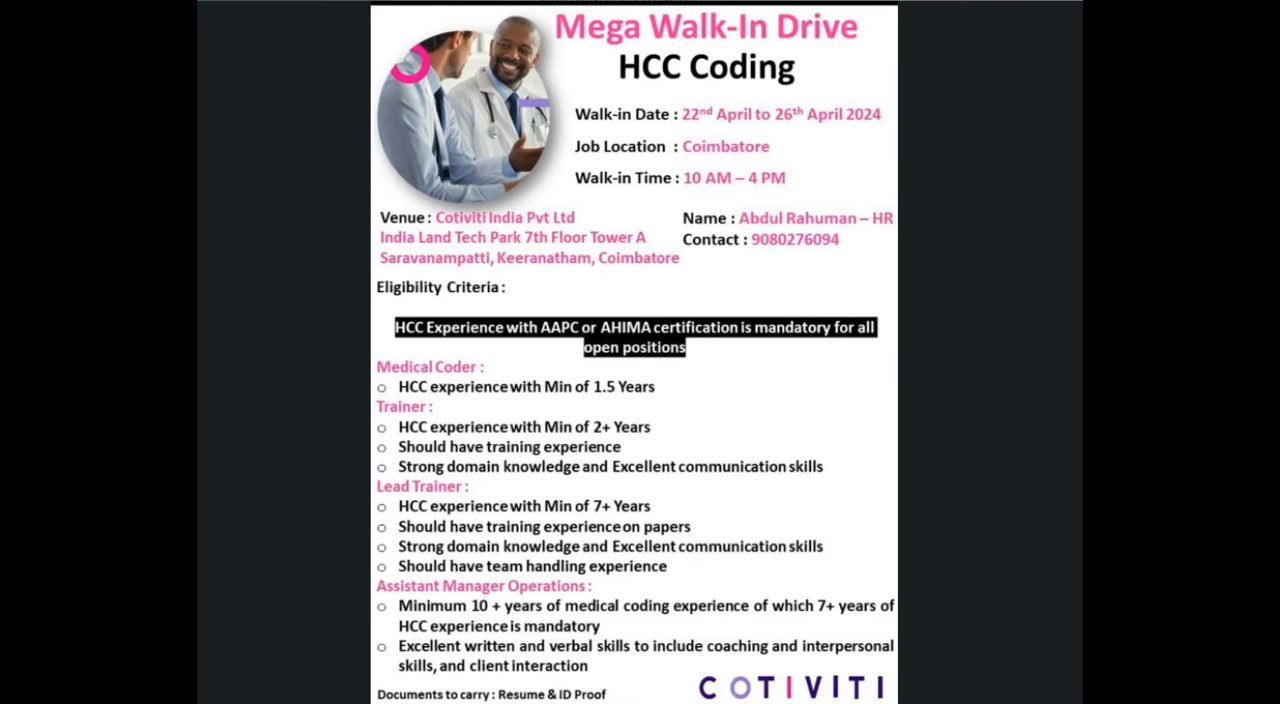 Mega Walk-In Drive
HCC Coding
Walk-in Date : 22nd April to 26th April 2024
Job Location : Coimbatore
Walk-in Time : 10 AM – 4 PM
Venue : Cotiviti India Pvt Ltd
India Land Tech Park 7th Floor Tower A
Saravanampatti, Keeranatham, Coimbatore
Name : Abdul Rahuman – HR
Contact : 9080276094
Eligibility Criteria :
HCC Experience with AAPC or AHIMA certification is mandatory for all
open positions
Medical Coder :
o HCC experience with Min of 1.5 Years
Trainer :
o HCC experience with Min of 2+ Years
o Should have training experience
o Strong domain knowledge and Excellent communication skills
Lead Trainer :
o HCC experience with Min of 7+ Years
o Should have training experience on papers
o Strong domain knowledge and Excellent communication skills
o Should have team handling experience
Assistant Manager Operations :
o Minimum 10 + years of medical coding experience of which 7+ years of
HCC experience is mandatory
o Excellent written and verbal skills to include coaching and interpersonal
skills, and client interaction
Documents to carry : Resume & ID Proof
COTIVITI